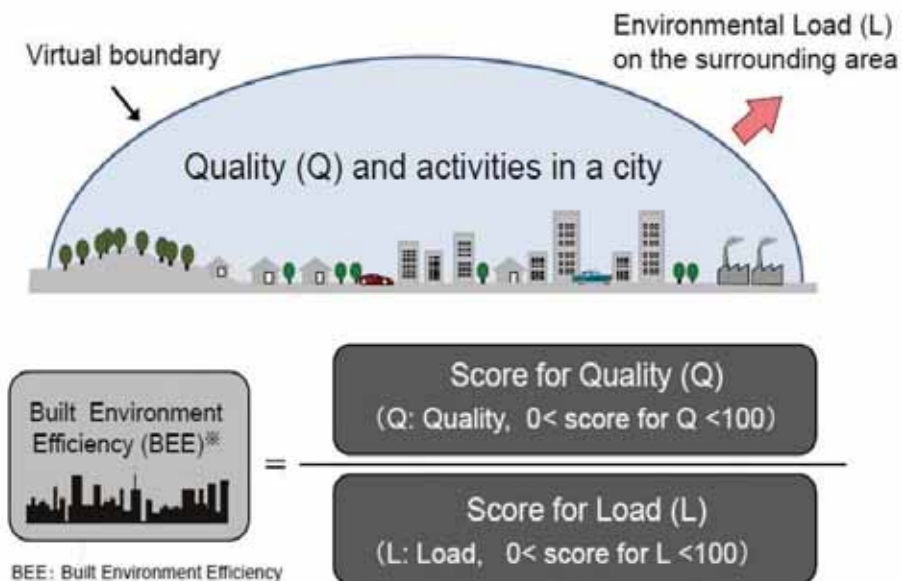 Virtual boundary
Environmental Load (L)
on the surrounding area
Quality (Q) and activities in a city
Built Environment
Efficiency (BEE)※
=
Score for Quality (Q)
(Q: Quality, 0< score for Q <100)
Score for Load (L)
(L: Load, 0< score for L <100)
BEE: Built Environment Efficiency